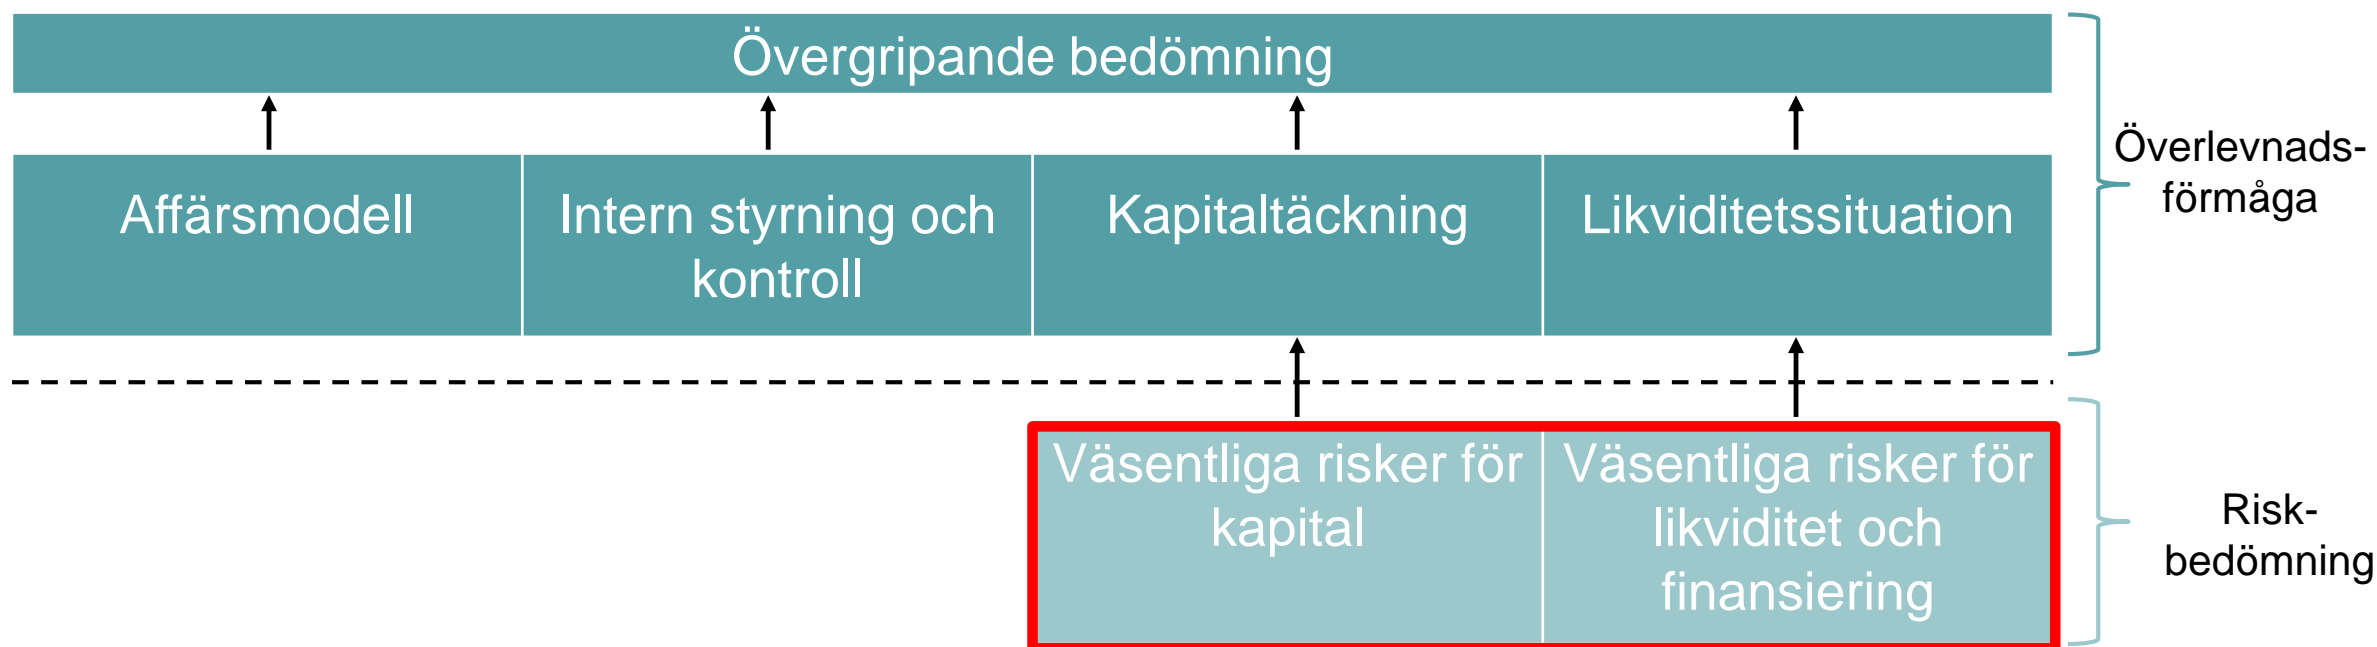 Övergripande bedömning
Affärsmodell
Intern styrning och
kontroll
Kapitaltäckning
Likviditetssituation
Överlevnads-
förmåga
Väsentliga risker för
kapital
Väsentliga risker för
likviditet och
finansiering
Risk-
bedömning